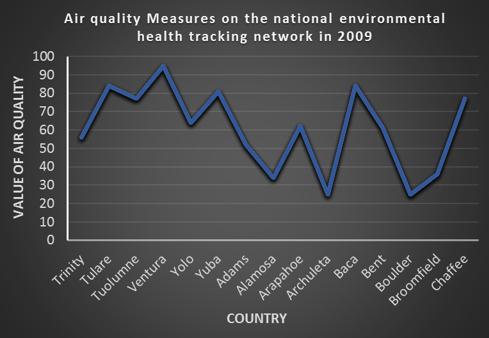 Air quality Measures on the national environmental
health tracking network in 2009
VALUE OF AIR QUALITY
100
90
80
70
60
50
40
30
20
10
0
Trinity
Tulare
Tuolumne
Ventura
Yolo
Yuba
Adams
Alamosa
Arapahoe
Archuleta
Baca
Bent
Boulder
Broomfield
Chaffee
COUNTRY